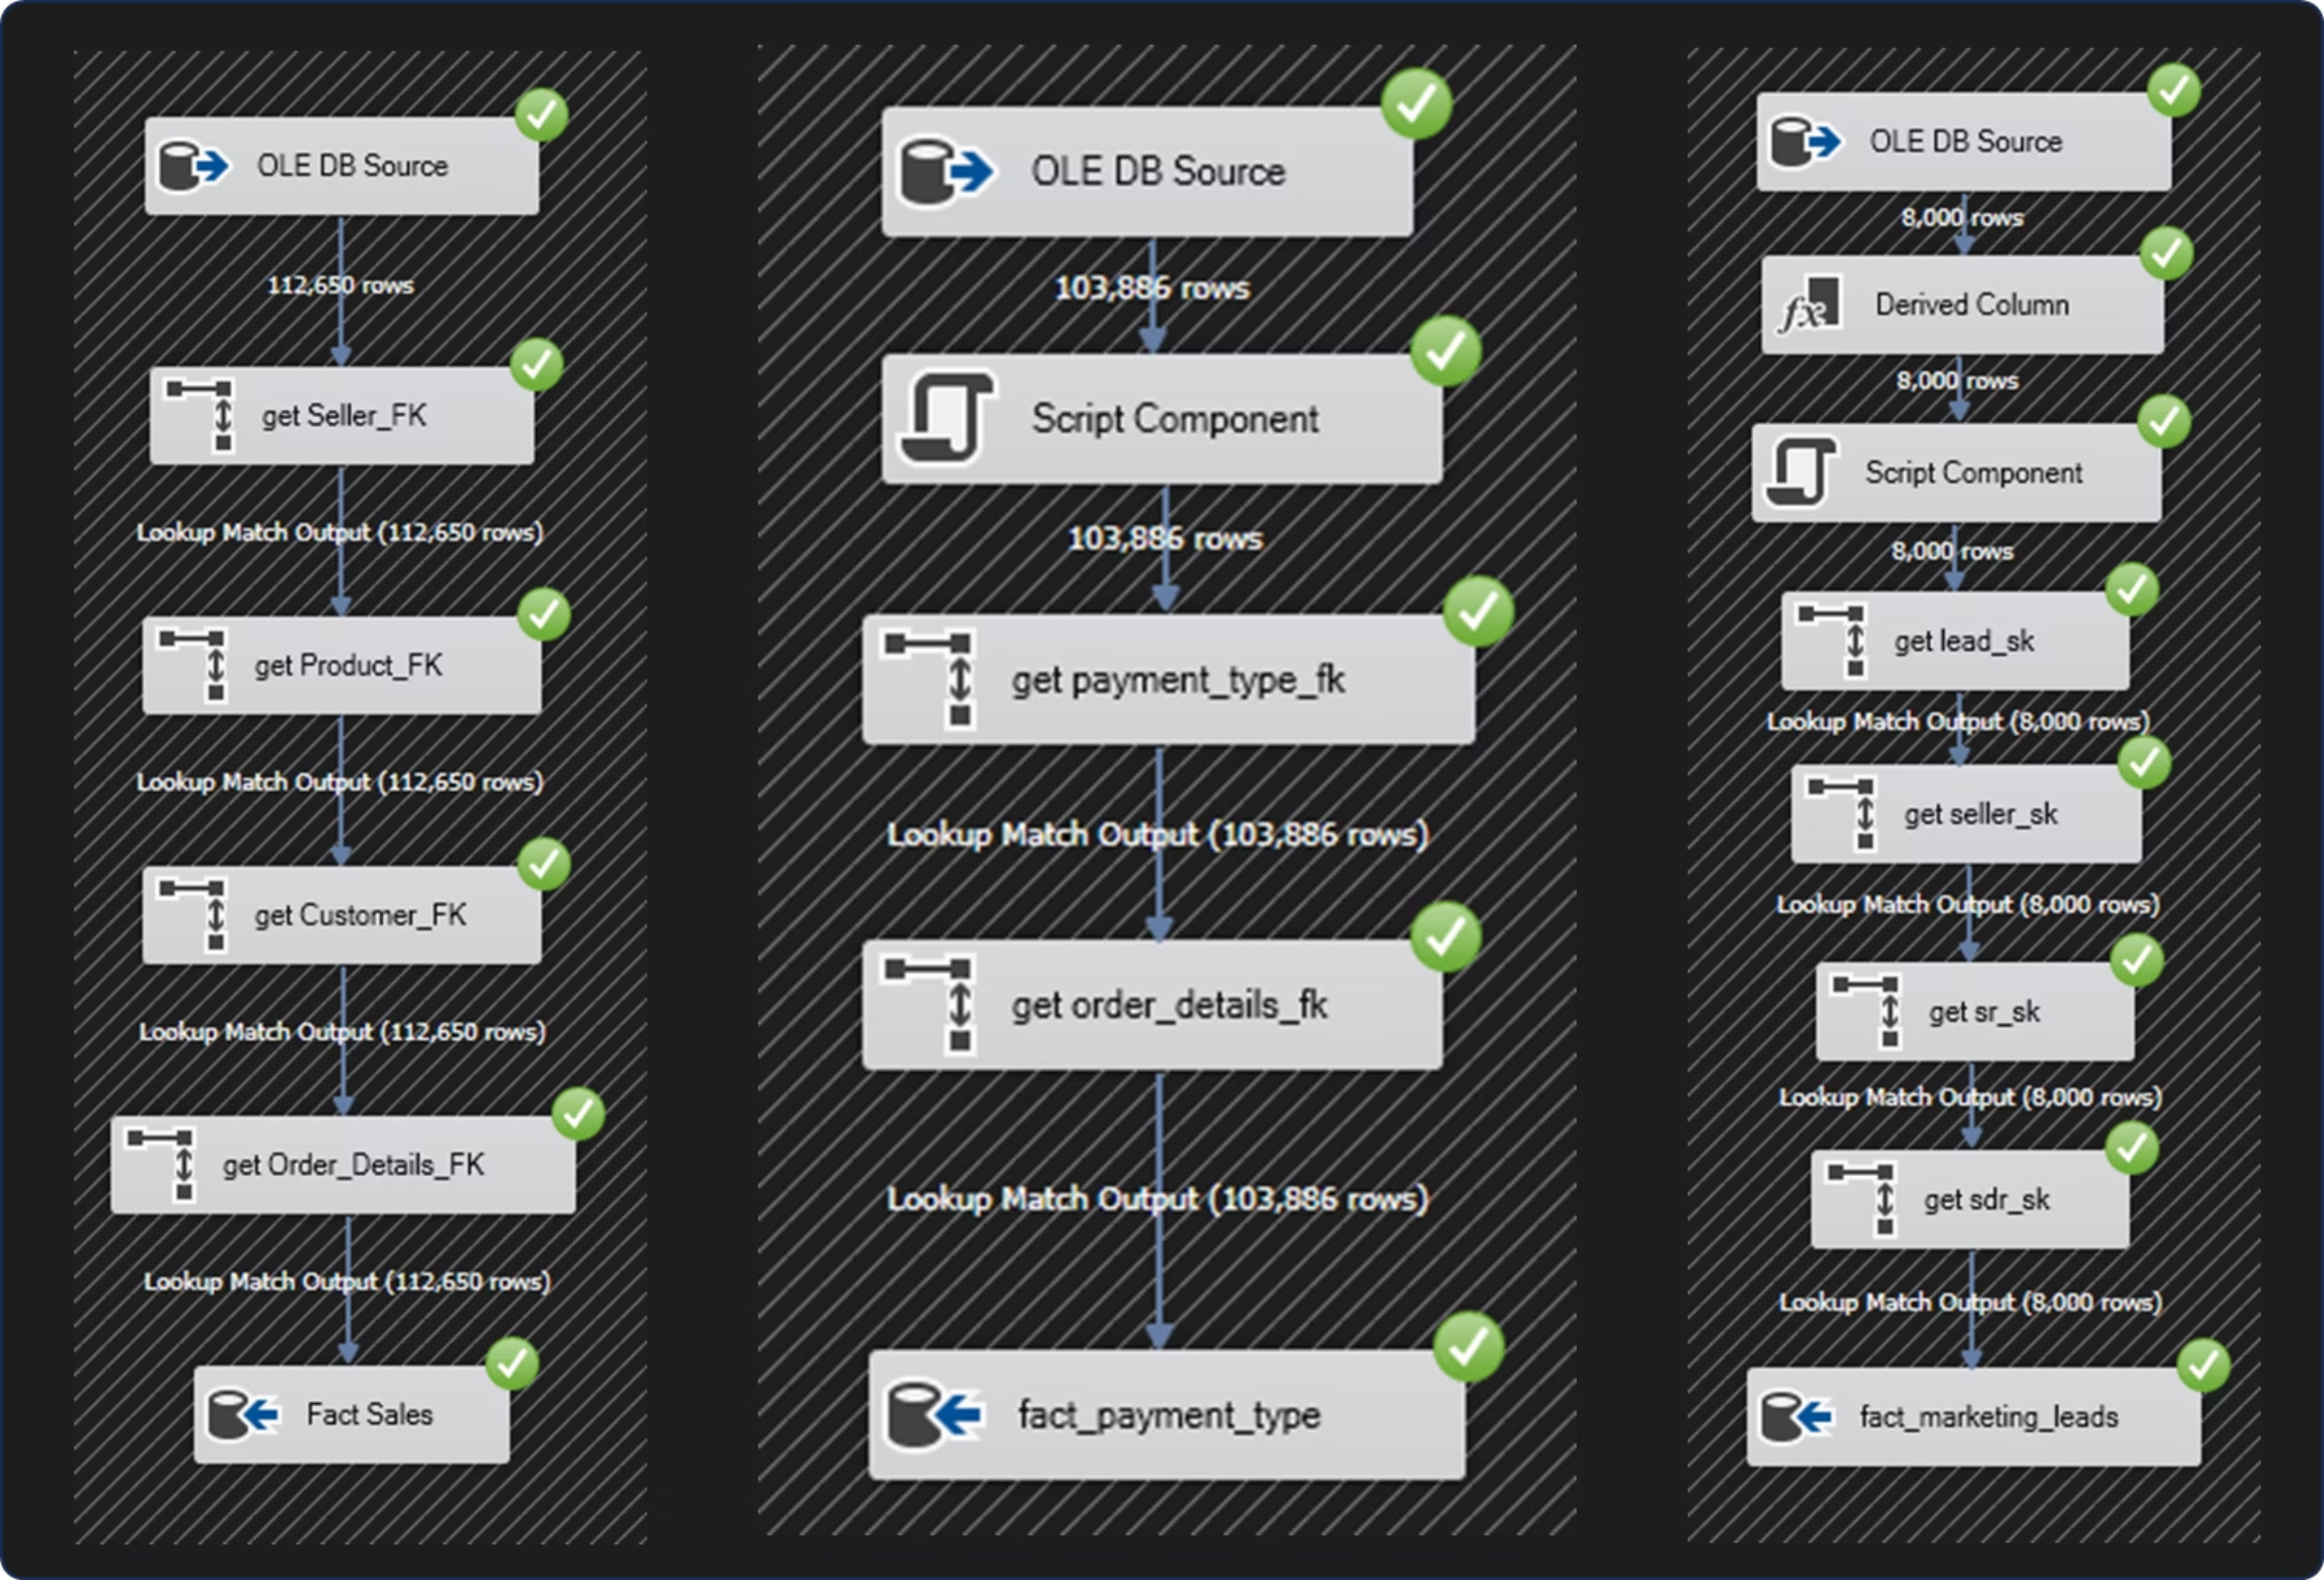 OLE DB Source
112,650 rows
get Seller_FK
Lookup Match Output (112,650 rows)
get Product_FK
Lookup Match Output (112,650 rows)
get Customer_FK
Lookup Match Output (112,650 rows)
get Order_Details_FK
Lookup Match Output (112,650 rows)
Fact Sales
OLE DB Source
103,886 rows
Script Component
103,886 rows
get payment_type_fk
Lookup Match Output (103,886 rows)
get order_details_fk
Lookup Match Output (103,886 rows)
fact_payment_type
OLE DB Source
8,000 rows
fx
Derived Column
8,000 rows
Script Component
8,000 rows
get lead_sk
Lookup Match Output (8,000 rows)
get seller_sk
Lookup Match Output (8,000 rows)
get sr_sk
Lookup Match Output (8,000 rows)
get sdr_sk
Lookup Match Output (8,000 rows)
fact_marketing_leads